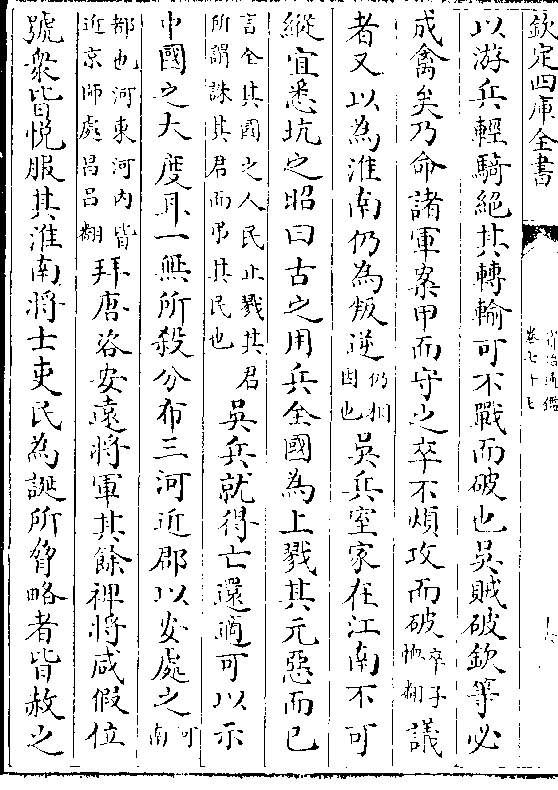 欽定四庫全書
資治通鑑
卷七十七
以游兵輕騎絕其轉輸可不戰而破也吳賊破欽等必
成禽矣乃命諸軍案甲而守之卒不煩攻而破卒子恤翻議
者又以為淮南仍為叛逆仍相因也吳兵室家在江南不可
縱宜悉坑之昭曰古之用兵全國為上戮其元惡而已
言全其國之人民止戮其君所謂誅其君而弔其民也吳兵就得亡還適可以示
中國之大度耳一無所殺分布三河近郡以安處之河南
都也河東河內皆近京師處昌呂翻拜唐咨安遠將軍其餘裨將咸假位
號衆皆悅服其淮南將士吏民為誕所脅略者皆赦之